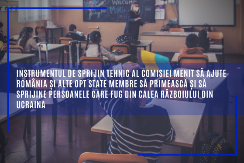 INSTRUMENTUL DE SPRIJIN TEHNIC AL COMISIEI MENIT SĂ AJUTE
ROMÂNIA ȘI ALTE OPT STATE MEMBRE SĂ PRIMEASCĂ ȘI SĂ
SPRIJINE PERSOANELE CARE FUG DIN CALEA RĂZBOIULUI DIN
UCRAINA